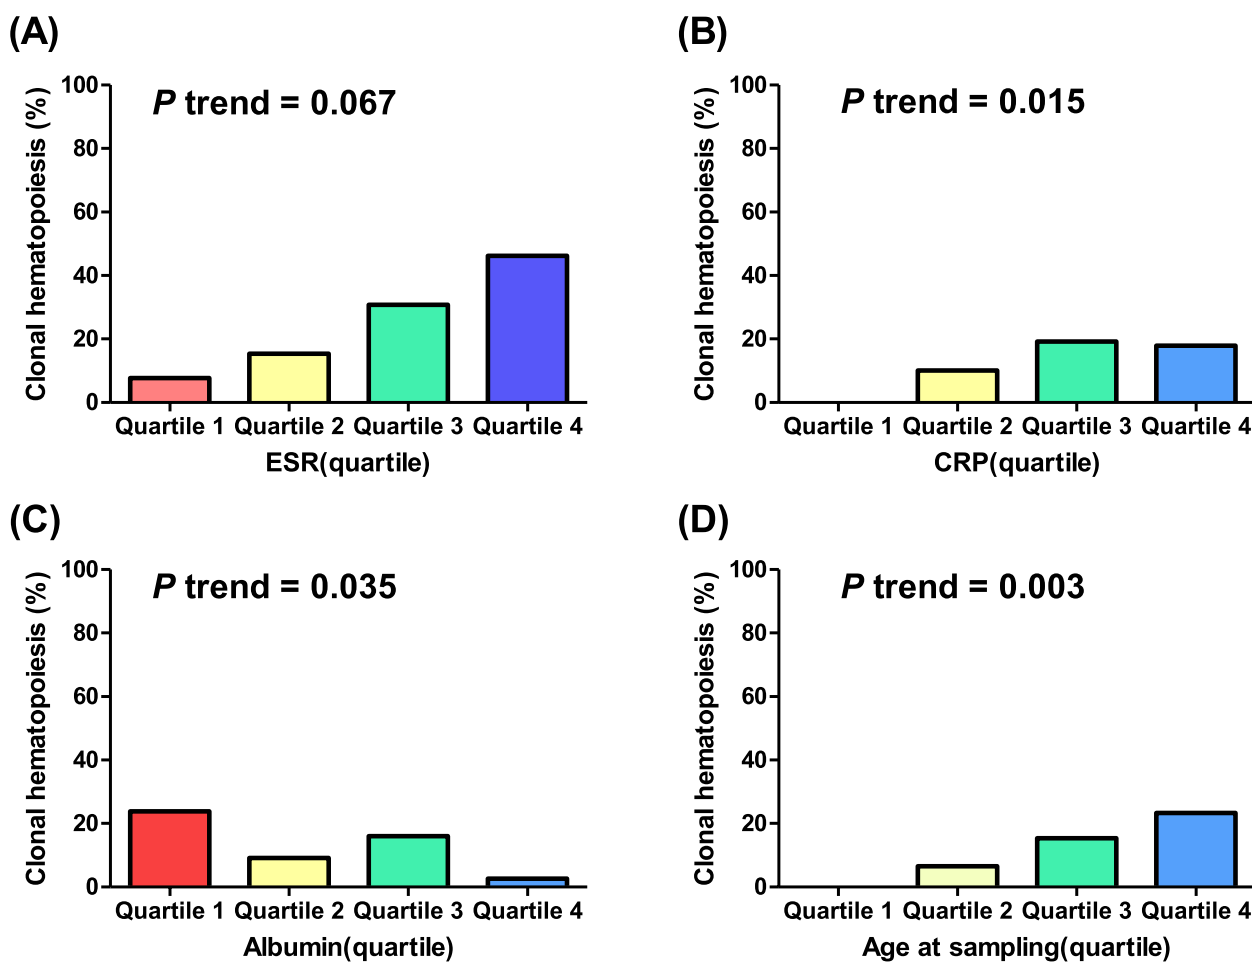 (A)
P trend = 0.067
Clonal hematopoiesis (%)
100
80
60
40
20
0
Quartile 1 Quartile 2 Quartile 3 Quartile 4
ESR(quartile)
(B)
P trend = 0.015
Clonal hematopoiesis (%)
100
80
60
40
20
0
Quartile 1 Quartile 2 Quartile 3 Quartile 4
CRP(quartile)
(C)
P trend = 0.035
Clonal hematopoiesis (%)
100
80
60
40
20
0
Quartile 1 Quartile 2 Quartile 3 Quartile 4
Albumin(quartile)
(D)
P trend = 0.003
Clonal hematopoiesis (%)
100
80
60
40
20
0
Quartile 1 Quartile 2 Quartile 3 Quartile 4
Age at sampling(quartile)